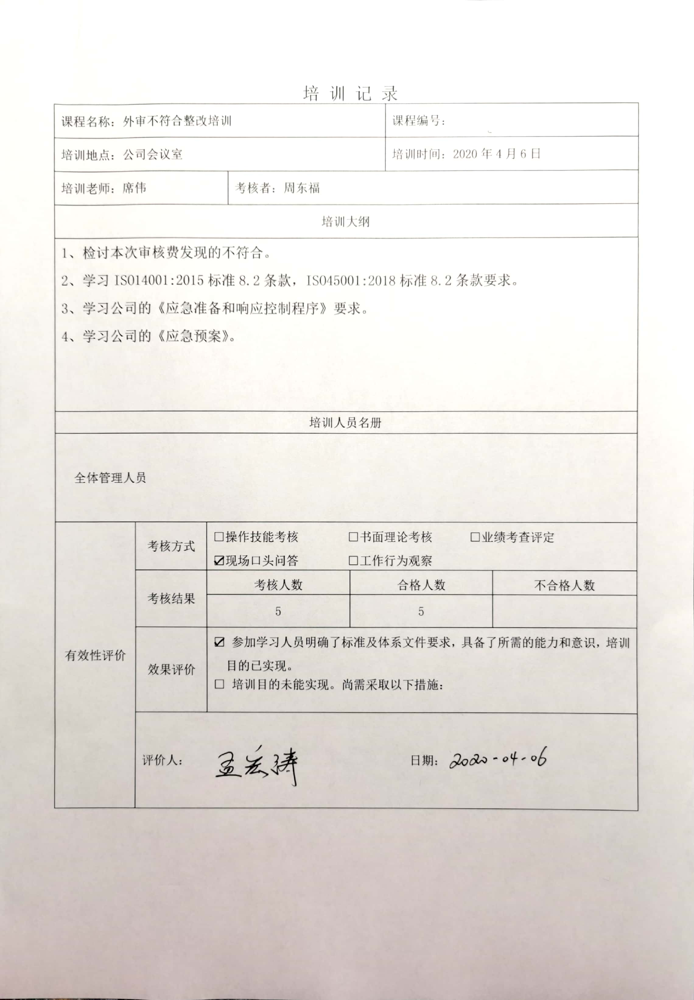 培 训 记 录
课程名称：外审不符合整改培训
课程编号：
培训地点：公司会议室
培训时间：2020 年 4 月 6 日
培训老师：席伟
考核者：周东福
培训大纲
1、检讨本次审核费发现的不符合。
2、学习 ISO14001:2015 标准 8.2 条款，ISO45001:2018 标准 8.2 条款要求。
3、学习公司的《应急准备和响应控制程序》要求。
4、学习公司的《应急预案》。
培训人员名册
全体管理人员
有效性评价
考核方式
☐操作技能考核 ☐书面理论考核 ☐业绩考查评定
☑现场口头问答 ☐工作行为观察
考核结果
考核人数 合格人数 不合格人数
5 5
效果评价
☑ 参加学习人员明确了标准及体系文件要求，具备了所需的能力和意识，培训
目的已实现。
☐ 培训目的未能实现。尚需采取以下措施：
评价人： 孟 涛
日期： 2020-04-06